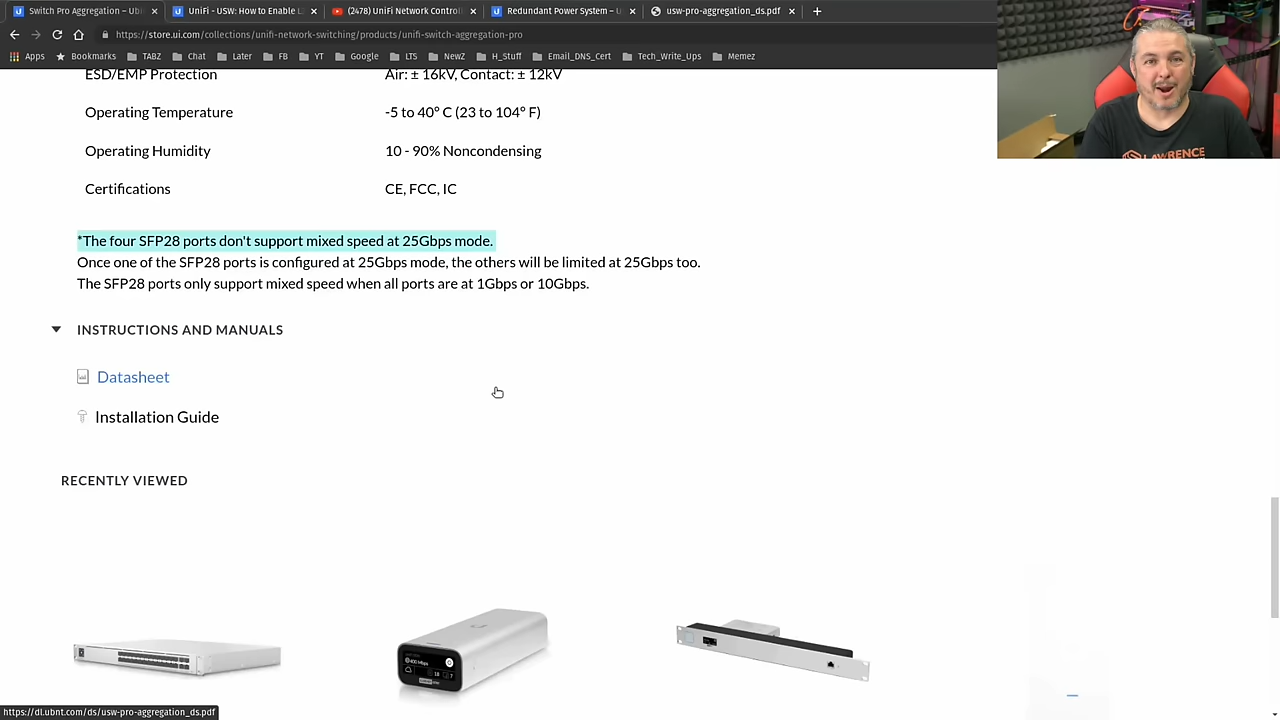 Switch Pro Aggregation – Ub
UniFi - USW: How to Enable L
(2478) UniFi Network Control
Redundant Power System – U
usw-pro-aggregation_ds.pdf
https://store.ui.com/collections/unifi-network-switching/products/unifi-switch-aggregation-pro
Apps Bookmarks TABZ Chat Later FB YT Google LTS NewZ H_Stuff Email_DNS_Cert Tech_Write_Ups Memez
ESD/EMP Protection Air: ± 16kV, Contact: ± 12kV
Operating Temperature -5 to 40° C (23 to 104° F)
Operating Humidity 10 - 90% Noncondensing
Certifications CE, FCC, IC
LAWRENCE
*The four SFP28 ports don't support mixed speed at 25Gbps mode.
Once one of the SFP28 ports is configured at 25Gbps mode, the others will be limited at 25Gbps too.
The SFP28 ports only support mixed speed when all ports are at 1Gbps or 10Gbps.
INSTRUCTIONS AND MANUALS
Datasheet
Installation Guide
RECENTLY VIEWED
https://dl.ubnt.com/ds/usw-pro-aggregation_ds.pdf